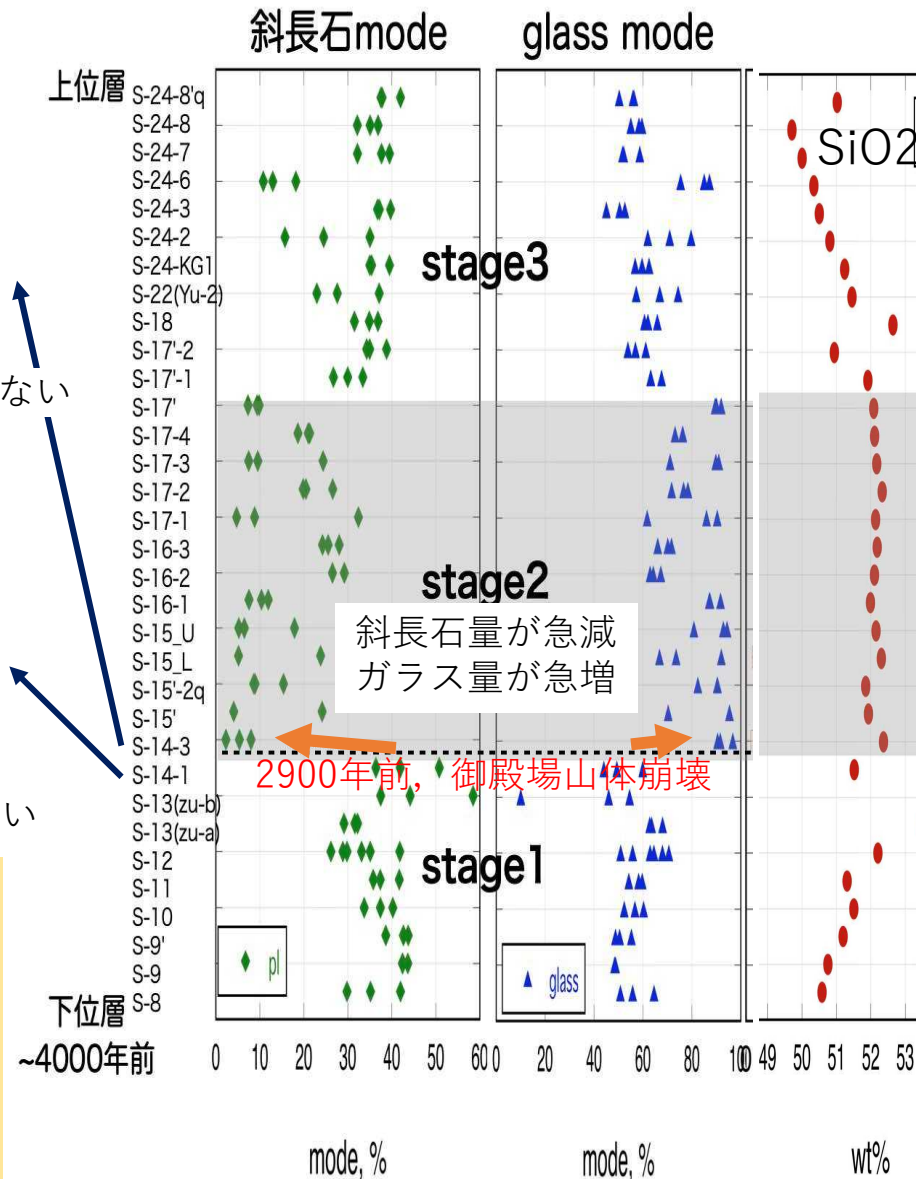 斜長石mode
glass mode
上位層
S-24-8'q
S-24-8
S-24-7
S-24-6
S-24-3
S-24-2
S-24-KG1
S-22(Yu-2)
S-18
S-17'-2
S-17'-1
S-17'
S-17-4
S-17-3
S-17-2
S-17-1
S-16-3
S-16-2
S-16-1
S-15_U
S-15_L
S-15'-2q
S-15'
S-14-3
S-14-1
S-13(zu-b)
S-13(zu-a)
S-12
S-11
S-10
S-9'
S-9
S-8
下位層
~4000年前
ない
い
SiO2
stage3
stage2
斜長石量が急減
ガラス量が急増
2900年前，御殿場山体崩壊
stage1
pl
glass
0 10 20 30 40 50 60
0 20 40 60 80 100
49 50 51 52 53
mode, %
mode, %
wt%